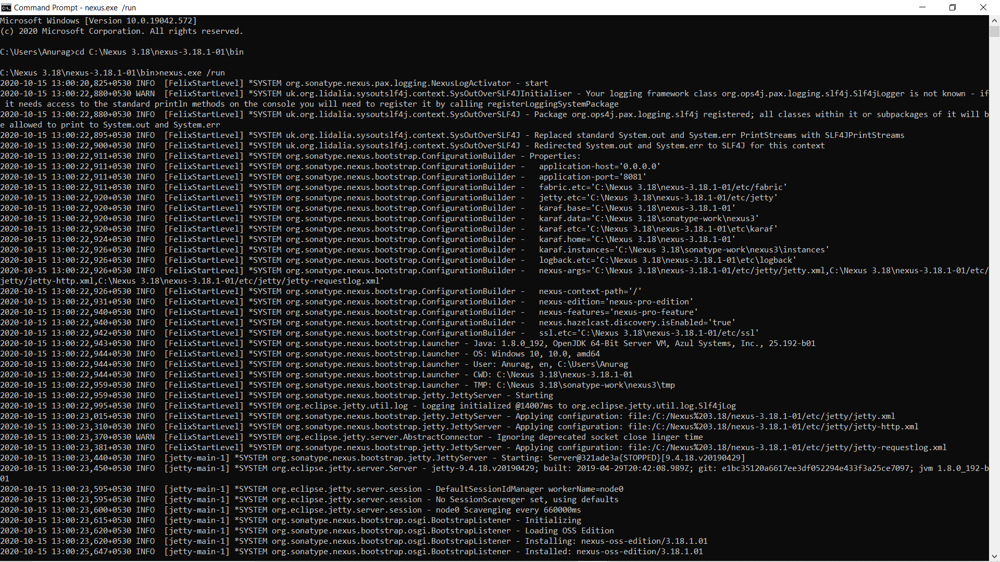 Command Prompt - nexus.exe  /run
Microsoft Windows [Version 10.0.19042.572]
(c) 2020 Microsoft Corporation. All rights reserved.
C:\Users\Anurag>cd C:\Nexus 3.18\nexus-3.18.1-01\bin
C:\Nexus 3.18\nexus-3.18.1-01\bin>nexus.exe /run
2020-10-15 13:00:20,825+0530 INFO  [FelixStartLevel] *SYSTEM org.sonatype.nexus.pax.logging.NexusLogActivator - start
2020-10-15 13:00:22,880+0530 WARN  [FelixStartLevel] *SYSTEM uk.org.lidalia.sysoutslf4j.context.SysOutOverSLF4JInitialiser - Your logging framework class org.ops4j.pax.logging.slf4j.Slf4jLogger is not known - if
 it needs access to the standard println methods on the console you will need to register it by calling registerLoggingSystemPackage
2020-10-15 13:00:22,880+0530 INFO  [FelixStartLevel] *SYSTEM uk.org.lidalia.sysoutslf4j.context.SysOutOverSLF4J - Package org.ops4j.pax.logging.slf4j registered; all classes within it or subpackages of it will b
e allowed to print to System.out and System.err
2020-10-15 13:00:22,895+0530 INFO  [FelixStartLevel] *SYSTEM uk.org.lidalia.sysoutslf4j.context.SysOutOverSLF4J - Replaced standard System.out and System.err PrintStreams with SLF4JPrintStreams
2020-10-15 13:00:22,900+0530 INFO  [FelixStartLevel] *SYSTEM uk.org.lidalia.sysoutslf4j.context.SysOutOverSLF4J - Redirected System.out and System.err to SLF4J for this context
2020-10-15 13:00:22,911+0530 INFO  [FelixStartLevel] *SYSTEM org.sonatype.nexus.bootstrap.ConfigurationBuilder - Properties:
2020-10-15 13:00:22,911+0530 INFO  [FelixStartLevel] *SYSTEM org.sonatype.nexus.bootstrap.ConfigurationBuilder -   application-host='0.0.0.0'
2020-10-15 13:00:22,911+0530 INFO  [FelixStartLevel] *SYSTEM org.sonatype.nexus.bootstrap.ConfigurationBuilder -   application-port='8081'
2020-10-15 13:00:22,911+0530 INFO  [FelixStartLevel] *SYSTEM org.sonatype.nexus.bootstrap.ConfigurationBuilder -   fabric.etc='C:\Nexus 3.18\nexus-3.18.1-01/etc/fabric'
2020-10-15 13:00:22,920+0530 INFO  [FelixStartLevel] *SYSTEM org.sonatype.nexus.bootstrap.ConfigurationBuilder -   jetty.etc='C:\Nexus 3.18\nexus-3.18.1-01/etc/jetty'
2020-10-15 13:00:22,920+0530 INFO  [FelixStartLevel] *SYSTEM org.sonatype.nexus.bootstrap.ConfigurationBuilder -   karaf.base='C:\Nexus 3.18\nexus-3.18.1-01'
2020-10-15 13:00:22,920+0530 INFO  [FelixStartLevel] *SYSTEM org.sonatype.nexus.bootstrap.ConfigurationBuilder -   karaf.data='C:\Nexus 3.18\sonatype-work\nexus3'
2020-10-15 13:00:22,920+0530 INFO  [FelixStartLevel] *SYSTEM org.sonatype.nexus.bootstrap.ConfigurationBuilder -   karaf.etc='C:\Nexus 3.18\nexus-3.18.1-01\etc\karaf'
2020-10-15 13:00:22,924+0530 INFO  [FelixStartLevel] *SYSTEM org.sonatype.nexus.bootstrap.ConfigurationBuilder -   karaf.home='C:\Nexus 3.18\nexus-3.18.1-01'
2020-10-15 13:00:22,926+0530 INFO  [FelixStartLevel] *SYSTEM org.sonatype.nexus.bootstrap.ConfigurationBuilder -   karaf.instances='C:\Nexus 3.18\sonatype-work\nexus3\instances'
2020-10-15 13:00:22,926+0530 INFO  [FelixStartLevel] *SYSTEM org.sonatype.nexus.bootstrap.ConfigurationBuilder -   logback.etc='C:\Nexus 3.18\nexus-3.18.1-01\etc\logback'
2020-10-15 13:00:22,926+0530 INFO  [FelixStartLevel] *SYSTEM org.sonatype.nexus.bootstrap.ConfigurationBuilder -   nexus-args='C:\Nexus 3.18\nexus-3.18.1-01/etc/jetty/jetty.xml,C:\Nexus 3.18\nexus-3.18.1-01/etc/
jetty/jetty-http.xml,C:\Nexus 3.18\nexus-3.18.1-01/etc/jetty/jetty-requestlog.xml'
2020-10-15 13:00:22,926+0530 INFO  [FelixStartLevel] *SYSTEM org.sonatype.nexus.bootstrap.ConfigurationBuilder -   nexus-context-path='/'
2020-10-15 13:00:22,931+0530 INFO  [FelixStartLevel] *SYSTEM org.sonatype.nexus.bootstrap.ConfigurationBuilder -   nexus-edition='nexus-pro-edition'
2020-10-15 13:00:22,940+0530 INFO  [FelixStartLevel] *SYSTEM org.sonatype.nexus.bootstrap.ConfigurationBuilder -   nexus-features='nexus-pro-feature'
2020-10-15 13:00:22,940+0530 INFO  [FelixStartLevel] *SYSTEM org.sonatype.nexus.bootstrap.ConfigurationBuilder -   nexus.hazelcast.discovery.isEnabled='true'
2020-10-15 13:00:22,942+0530 INFO  [FelixStartLevel] *SYSTEM org.sonatype.nexus.bootstrap.ConfigurationBuilder -   ssl.etc='C:\Nexus 3.18\nexus-3.18.1-01/etc/ssl'
2020-10-15 13:00:22,943+0530 INFO  [FelixStartLevel] *SYSTEM org.sonatype.nexus.bootstrap.Launcher - Java: 1.8.0_192, OpenJDK 64-Bit Server VM, Azul Systems, Inc., 25.192-b01
2020-10-15 13:00:22,944+0530 INFO  [FelixStartLevel] *SYSTEM org.sonatype.nexus.bootstrap.Launcher - OS: Windows 10, 10.0, amd64
2020-10-15 13:00:22,944+0530 INFO  [FelixStartLevel] *SYSTEM org.sonatype.nexus.bootstrap.Launcher - User: Anurag, en, C:\Users\Anurag
2020-10-15 13:00:22,944+0530 INFO  [FelixStartLevel] *SYSTEM org.sonatype.nexus.bootstrap.Launcher - CWD: C:\Nexus 3.18\nexus-3.18.1-01
2020-10-15 13:00:22,959+0530 INFO  [FelixStartLevel] *SYSTEM org.sonatype.nexus.bootstrap.Launcher - TMP: C:\Nexus 3.18\sonatype-work\nexus3\tmp
2020-10-15 13:00:22,959+0530 INFO  [FelixStartLevel] *SYSTEM org.sonatype.nexus.bootstrap.jetty.JettyServer - Starting
2020-10-15 13:00:22,995+0530 INFO  [FelixStartLevel] *SYSTEM org.eclipse.jetty.util.log - Logging initialized @14007ms to org.eclipse.jetty.util.log.Slf4jLog
2020-10-15 13:00:23,015+0530 INFO  [FelixStartLevel] *SYSTEM org.sonatype.nexus.bootstrap.jetty.JettyServer - Applying configuration: file:/C:/Nexus%203.18/nexus-3.18.1-01/etc/jetty/jetty.xml
2020-10-15 13:00:23,310+0530 INFO  [FelixStartLevel] *SYSTEM org.sonatype.nexus.bootstrap.jetty.JettyServer - Applying configuration: file:/C:/Nexus%203.18/nexus-3.18.1-01/etc/jetty/jetty-http.xml
2020-10-15 13:00:23,370+0530 WARN  [FelixStartLevel] *SYSTEM org.eclipse.jetty.server.AbstractConnector - Ignoring deprecated socket close linger time
2020-10-15 13:00:23,381+0530 INFO  [FelixStartLevel] *SYSTEM org.sonatype.nexus.bootstrap.jetty.JettyServer - Applying configuration: file:/C:/Nexus%203.18/nexus-3.18.1-01/etc/jetty/jetty-requestlog.xml
2020-10-15 13:00:23,440+0530 INFO  [jetty-main-1] *SYSTEM org.sonatype.nexus.bootstrap.jetty.JettyServer - Starting: Server@321ade3a{STOPPED}[9.4.18.v20190429]
2020-10-15 13:00:23,450+0530 INFO  [jetty-main-1] *SYSTEM org.eclipse.jetty.server.Server - jetty-9.4.18.v20190429; built: 2019-04-29T20:42:08.989Z; git: e1bc35120a6617ee3df052294e433f3a25ce7097; jvm 1.8.0_192-b
01
2020-10-15 13:00:23,595+0530 INFO  [jetty-main-1] *SYSTEM org.eclipse.jetty.server.session - DefaultSessionIdManager workerName=node0
2020-10-15 13:00:23,595+0530 INFO  [jetty-main-1] *SYSTEM org.eclipse.jetty.server.session - No SessionScavenger set, using defaults
2020-10-15 13:00:23,600+0530 INFO  [jetty-main-1] *SYSTEM org.eclipse.jetty.server.session - node0 Scavenging every 660000ms
2020-10-15 13:00:23,615+0530 INFO  [jetty-main-1] *SYSTEM org.sonatype.nexus.bootstrap.osgi.BootstrapListener - Initializing
2020-10-15 13:00:23,620+0530 INFO  [jetty-main-1] *SYSTEM org.sonatype.nexus.bootstrap.osgi.BootstrapListener - Loading OSS Edition
2020-10-15 13:00:23,620+0530 INFO  [jetty-main-1] *SYSTEM org.sonatype.nexus.bootstrap.osgi.BootstrapListener - Installing: nexus-oss-edition/3.18.1.01
2020-10-15 13:00:25,647+0530 INFO  [jetty-main-1] *SYSTEM org.sonatype.nexus.bootstrap.osgi.BootstrapListener - Installed: nexus-oss-edition/3.18.1.01